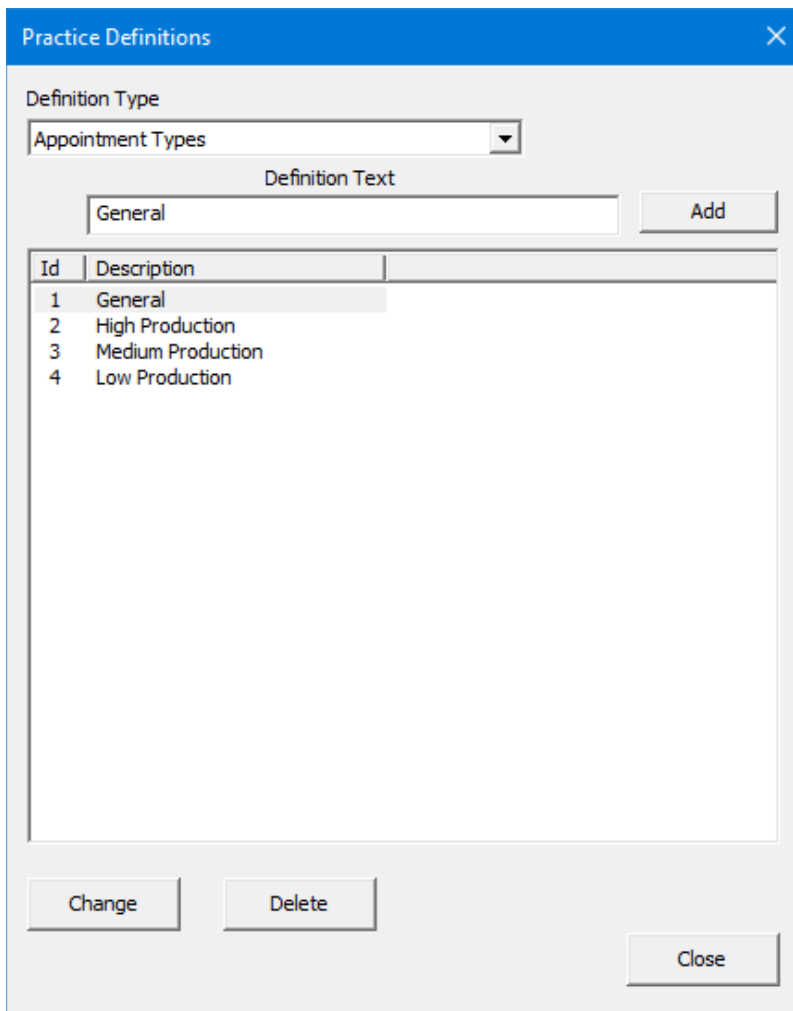 Practice Definitions
Definition Type
Appointment Types
Definition Text
General Add
Id Description
1 General
2 High Production
3 Medium Production
4 Low Production
Change Delete
Close